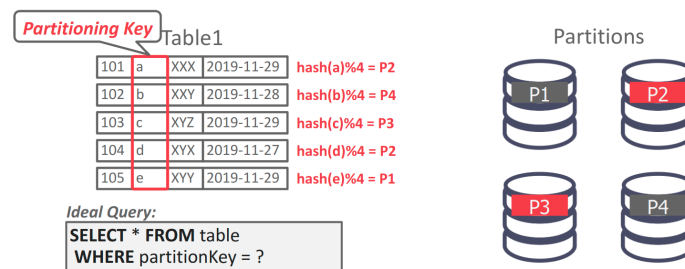 Partitioning Key
Table1
Partitions
101 a XXX 2019-11-29 hash(a)%4 = P2
102 b XXY 2019-11-28 hash(b)%4 = P4
103 c XYZ 2019-11-29 hash(c)%4 = P3
104 d XYX 2019-11-27 hash(d)%4 = P2
105 e XYY 2019-11-29 hash(e)%4 = P1
P1 P2
P3 P4
Ideal Query:
SELECT * FROM table
WHERE partitionKey = ?